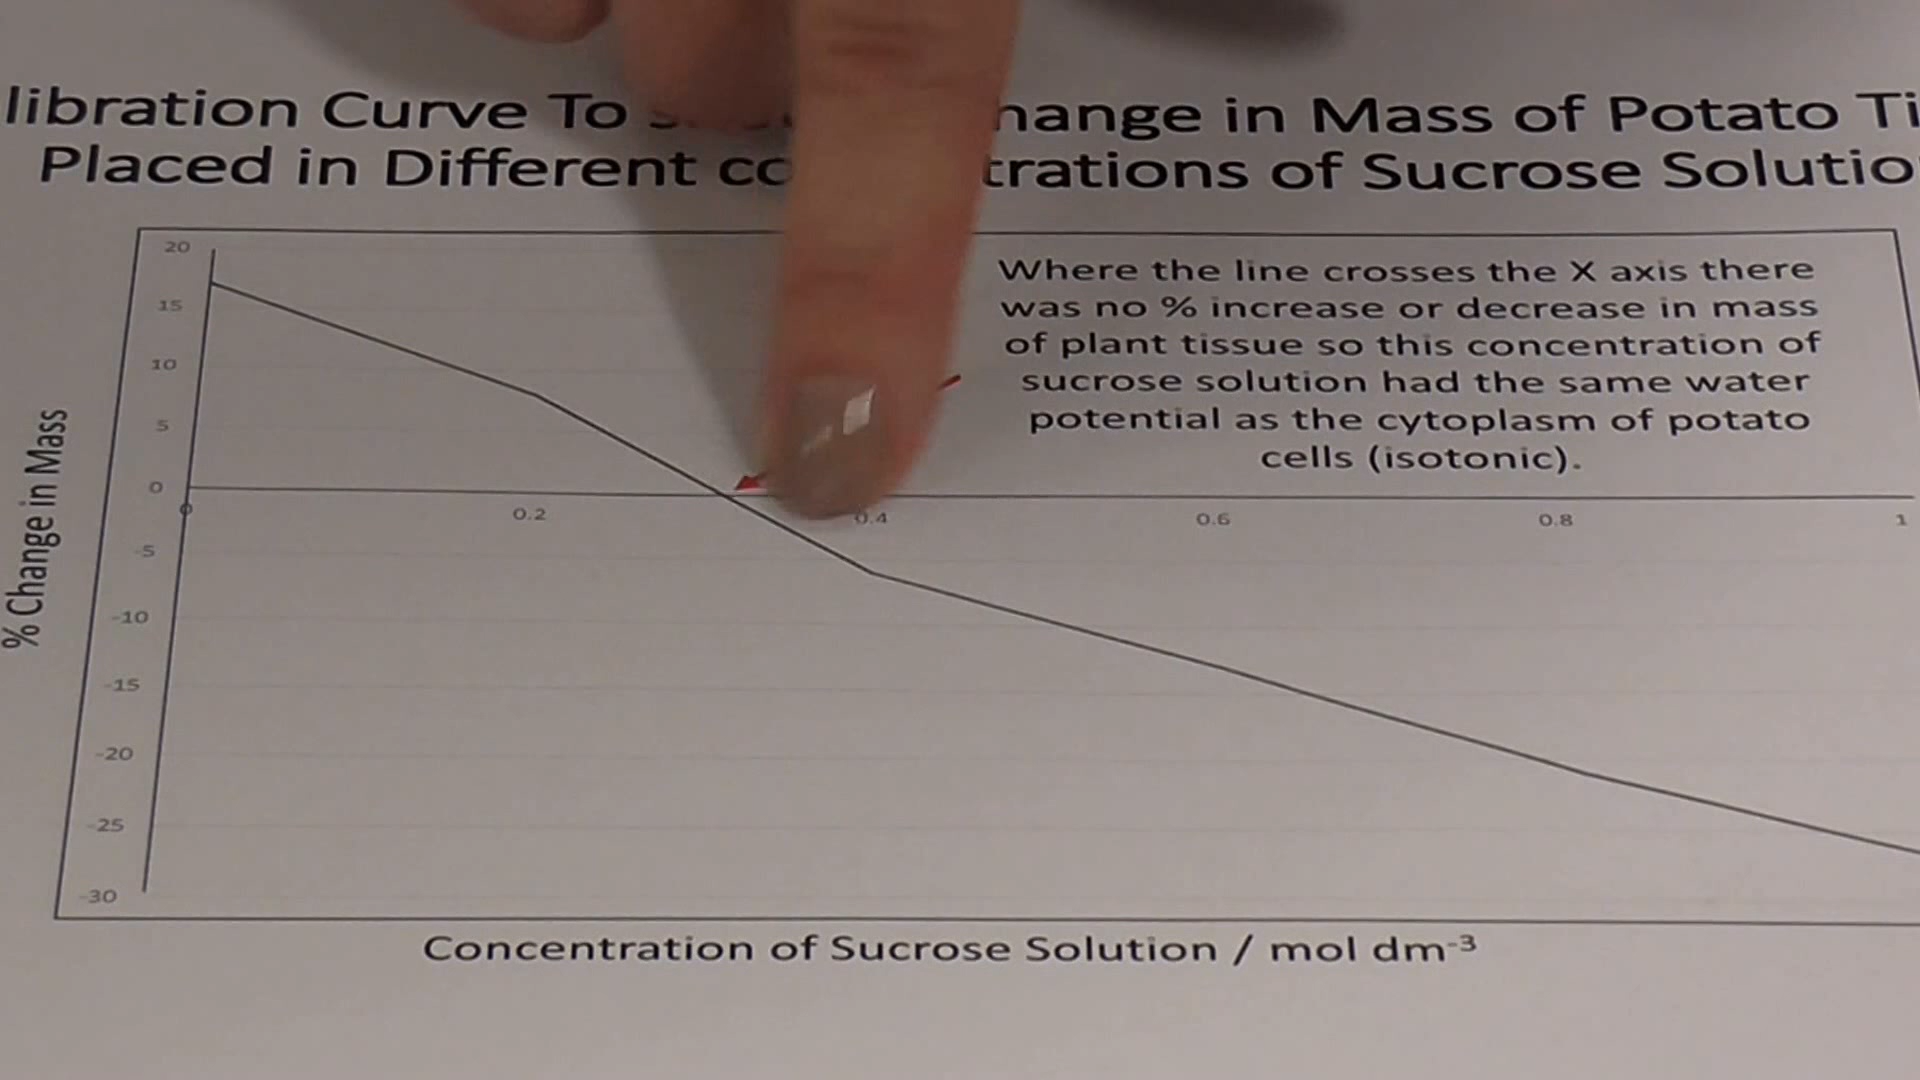 libration Curve To hange in Mass of Potato Ti
Placed in Different co trations of Sucrose Solutio
20
15
10
5
0
-5
-10
-15
-20
-25
-30
% Change in Mass
Where the line crosses the X axis there
was no % increase or decrease in mass
of plant tissue so this concentration of
sucrose solution had the same water
potential as the cytoplasm of potato
cells (isotonic).
0 0.2 0.4 0.6 0.8 1
Concentration of Sucrose Solution / mol dm-3